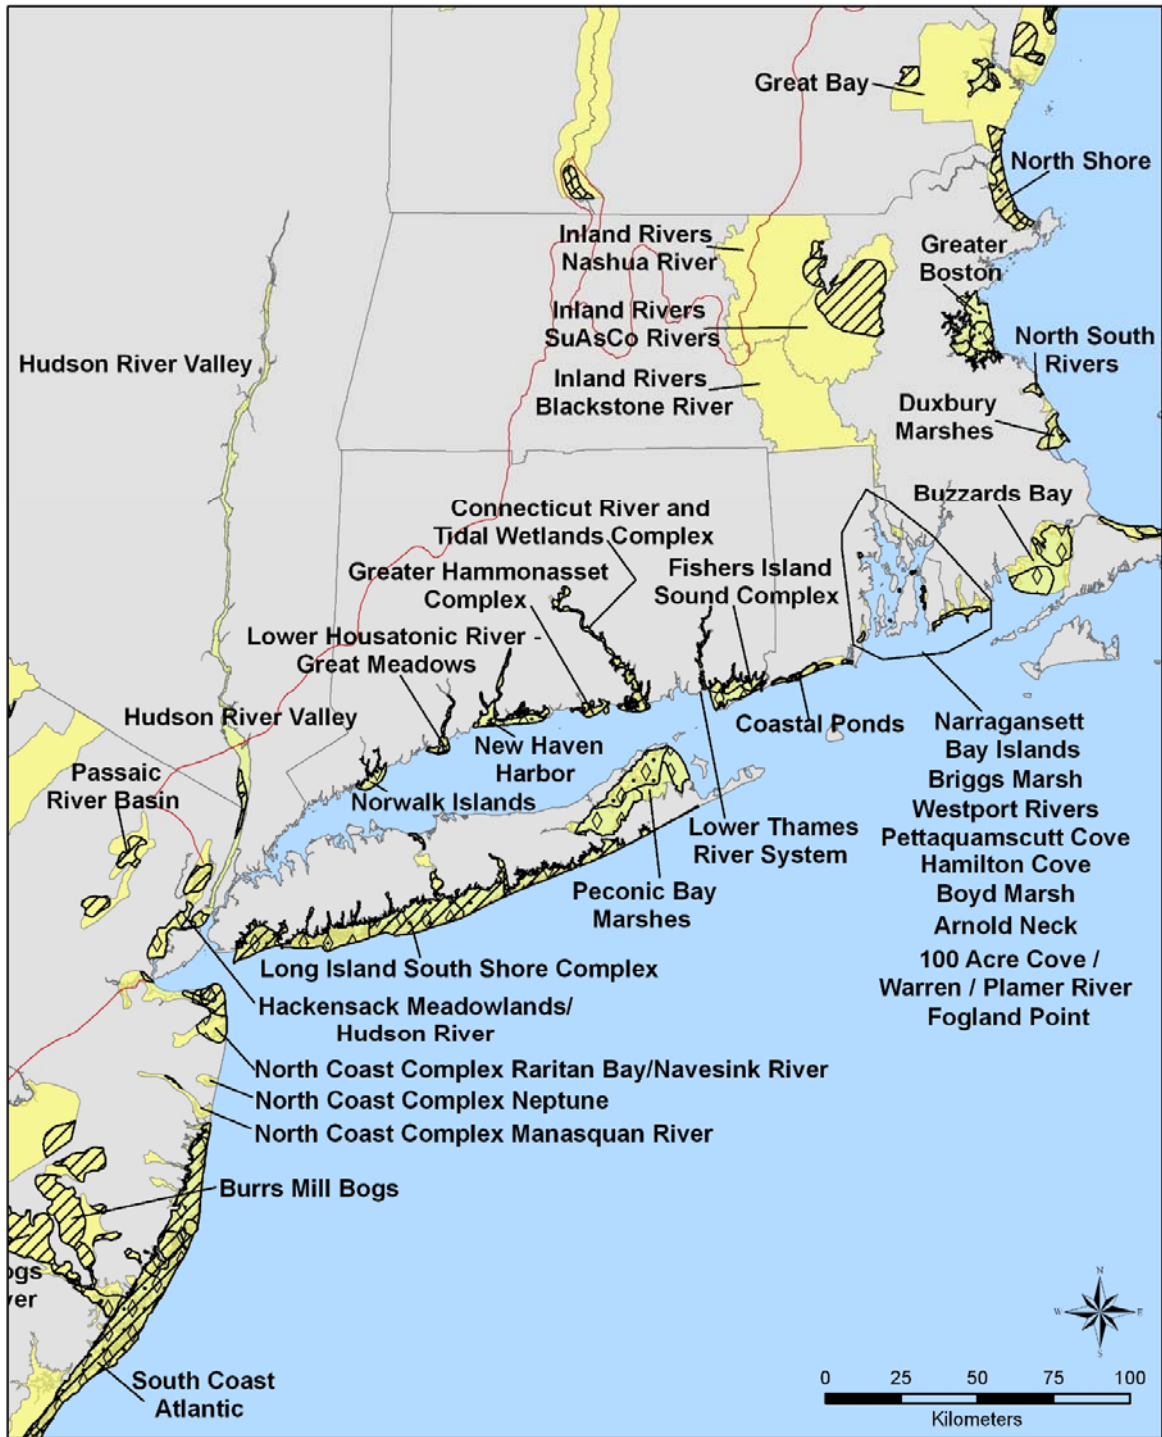 Great Bay
North Shore
Inland Rivers
Nashua River
Greater
Boston
Inland Rivers
SuAsCo Rivers
North South
Rivers
Hudson River Valley
Inland Rivers
Blackstone River
Duxbury
Marshes
Buzzards Bay
Connecticut River and
Tidal Wetlands Complex
Greater Hammonasset
Complex
Fishers Island
Sound Complex
Lower Housatonic River -
Great Meadows
Hudson River Valley
New Haven
Harbor
Coastal Ponds
Narragansett
Bay Islands
Briggs Marsh
Westport Rivers
Pettaquamscutt Cove
Hamilton Cove
Boyd Marsh
Arnold Neck
100 Acre Cove /
Warren / Plamer River
Fogland Point
Passaic
River Basin
Norwalk Islands
Lower Thames
River System
Peconic Bay
Marshes
Long Island South Shore Complex
Hackensack Meadowlands/
Hudson River
North Coast Complex Raritan Bay/Navesink River
North Coast Complex Neptune
North Coast Complex Manasquan River
Burrs Mill Bogs
ogs
ver
South Coast
Atlantic
N
W E
S
0 25 50 75 100
Kilometers